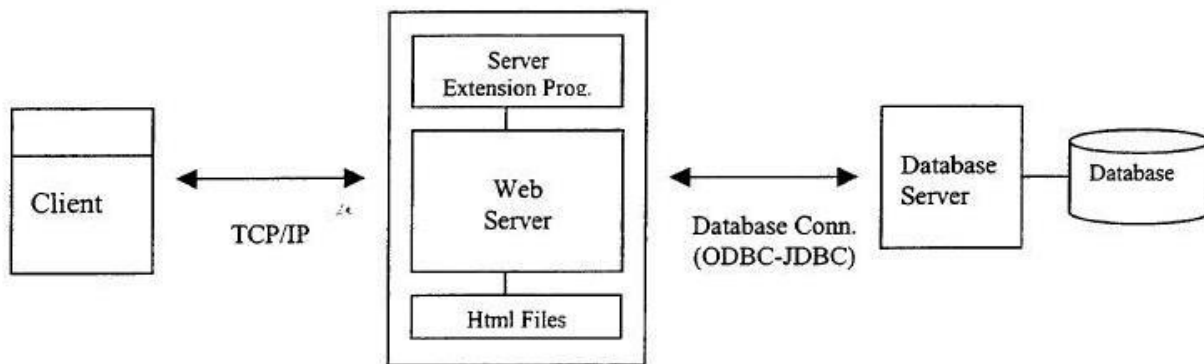 Client
TCP/IP
Server
Extension Prog.
Web
Server
Html Files
Database Conn.
(ODBC-JDBC)
Database
Server
Database